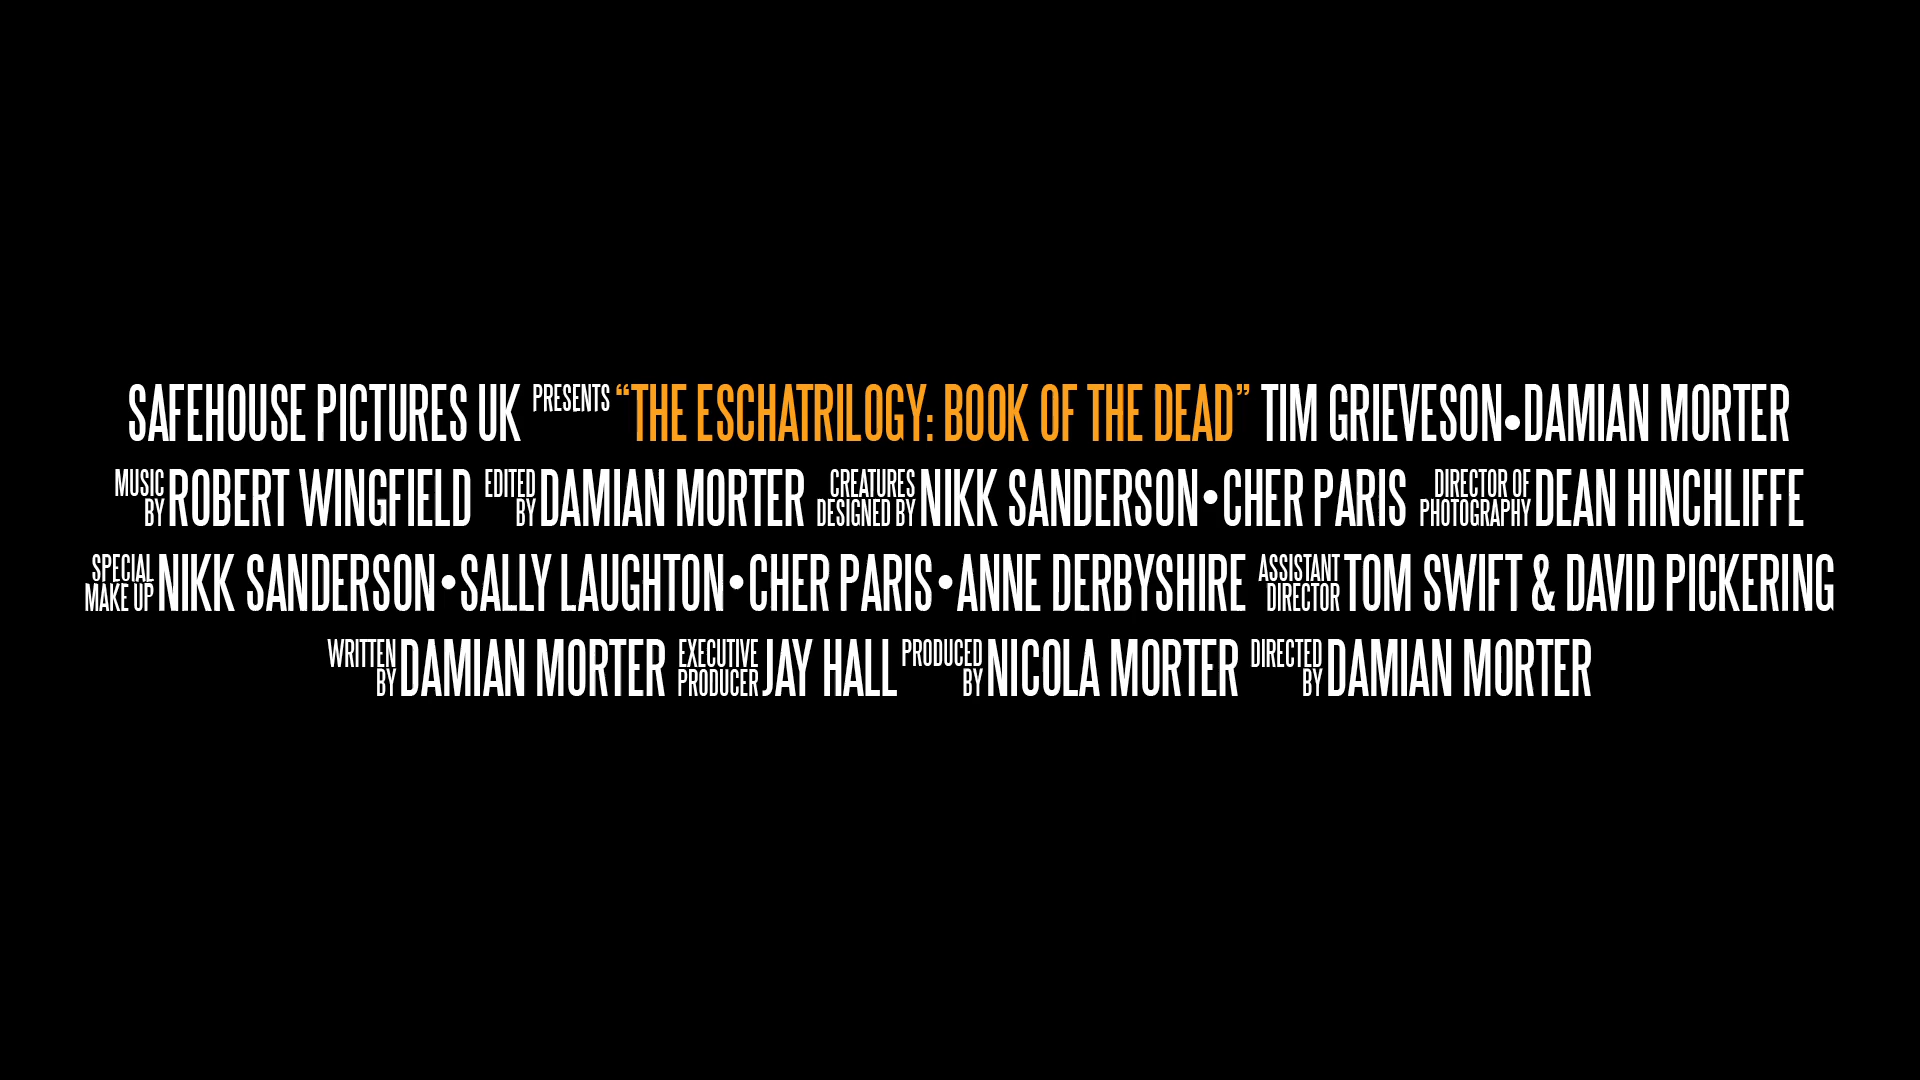 SAFEHOUSE PICTURES UK PRESENTS “THE ESCHATRILOGY: BOOK OF THE DEAD” TIM GRIEVESON•DAMIAN MORTER
MUSIC BY ROBERT WINGFIELD EDITED BY DAMIAN MORTER CREATURES DESIGNED BY NIKK SANDERSON•CHER PARIS DIRECTOR OF PHOTOGRAPHY DEAN HINCHLIFFE
SPECIAL MAKE UP NIKK SANDERSON•SALLY LAUGHTON•CHER PARIS•ANNE DERBYSHIRE ASSISTANT DIRECTOR TOM SWIFT & DAVID PICKERING
WRITTEN BY DAMIAN MORTER EXECUTIVE PRODUCER JAY HALL PRODUCED BY NICOLA MORTER DIRECTED BY DAMIAN MORTER